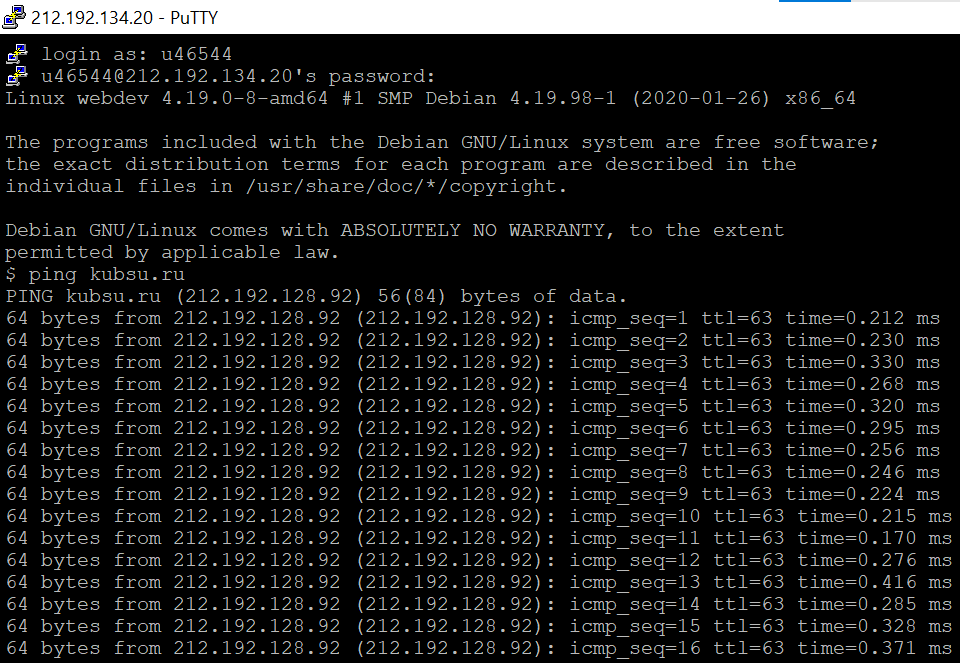 212.192.134.20 - PuTTY
login as: u46544
u46544@212.192.134.20's password:
Linux webdev 4.19.0-8-amd64 #1 SMP Debian 4.19.98-1 (2020-01-26) x86_64
The programs included with the Debian GNU/Linux system are free software;
the exact distribution terms for each program are described in the
individual files in /usr/share/doc/*/copyright.
Debian GNU/Linux comes with ABSOLUTELY NO WARRANTY, to the extent
permitted by applicable law.
$ ping kubsu.ru
PING kubsu.ru (212.192.128.92) 56(84) bytes of data.
64 bytes from 212.192.128.92 (212.192.128.92): icmp_seq=1 ttl=63 time=0.212 ms
64 bytes from 212.192.128.92 (212.192.128.92): icmp_seq=2 ttl=63 time=0.230 ms
64 bytes from 212.192.128.92 (212.192.128.92): icmp_seq=3 ttl=63 time=0.330 ms
64 bytes from 212.192.128.92 (212.192.128.92): icmp_seq=4 ttl=63 time=0.268 ms
64 bytes from 212.192.128.92 (212.192.128.92): icmp_seq=5 ttl=63 time=0.320 ms
64 bytes from 212.192.128.92 (212.192.128.92): icmp_seq=6 ttl=63 time=0.295 ms
64 bytes from 212.192.128.92 (212.192.128.92): icmp_seq=7 ttl=63 time=0.256 ms
64 bytes from 212.192.128.92 (212.192.128.92): icmp_seq=8 ttl=63 time=0.246 ms
64 bytes from 212.192.128.92 (212.192.128.92): icmp_seq=9 ttl=63 time=0.224 ms
64 bytes from 212.192.128.92 (212.192.128.92): icmp_seq=10 ttl=63 time=0.215 ms
64 bytes from 212.192.128.92 (212.192.128.92): icmp_seq=11 ttl=63 time=0.170 ms
64 bytes from 212.192.128.92 (212.192.128.92): icmp_seq=12 ttl=63 time=0.276 ms
64 bytes from 212.192.128.92 (212.192.128.92): icmp_seq=13 ttl=63 time=0.416 ms
64 bytes from 212.192.128.92 (212.192.128.92): icmp_seq=14 ttl=63 time=0.285 ms
64 bytes from 212.192.128.92 (212.192.128.92): icmp_seq=15 ttl=63 time=0.328 ms
64 bytes from 212.192.128.92 (212.192.128.92): icmp_seq=16 ttl=63 time=0.371 ms